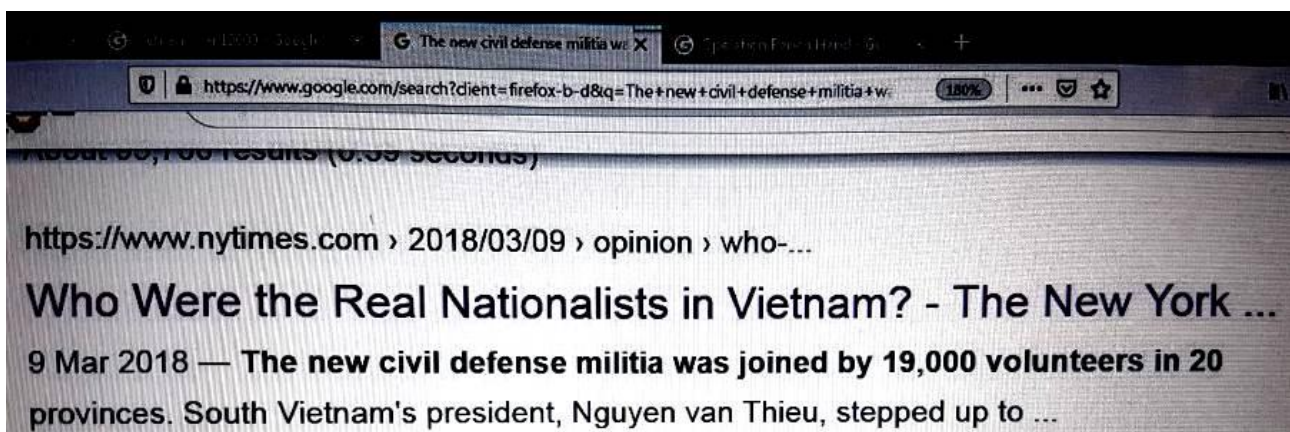 The new civil defense militia wa
https://www.google.com/search?client=firefox-b-d&q=The+new+civil+defense+militia+w
180%
https://www.nytimes.com › 2018/03/09 › opinion › who-...
Who Were the Real Nationalists in Vietnam? - The New York ...
9 Mar 2018 — The new civil defense militia was joined by 19,000 volunteers in 20
provinces. South Vietnam's president, Nguyen van Thieu, stepped up to ...